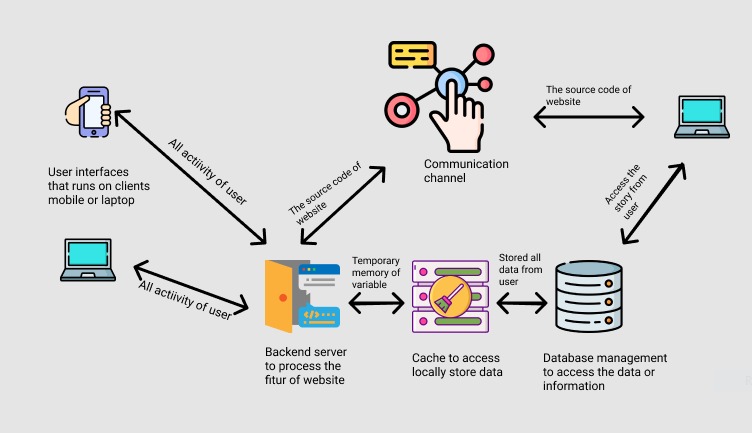 The source code of
website
Communication
channel
User interfaces
that runs on clients
mobile or laptop
All actiivity of user
The source code of
website
Access the
story from
user
All actiivity of user
Temporary
memory of
variable
Stored all
data from
user
Backend server
to process the
fitur of website
Cache to access
locally store data
Database management
to access the data or
information